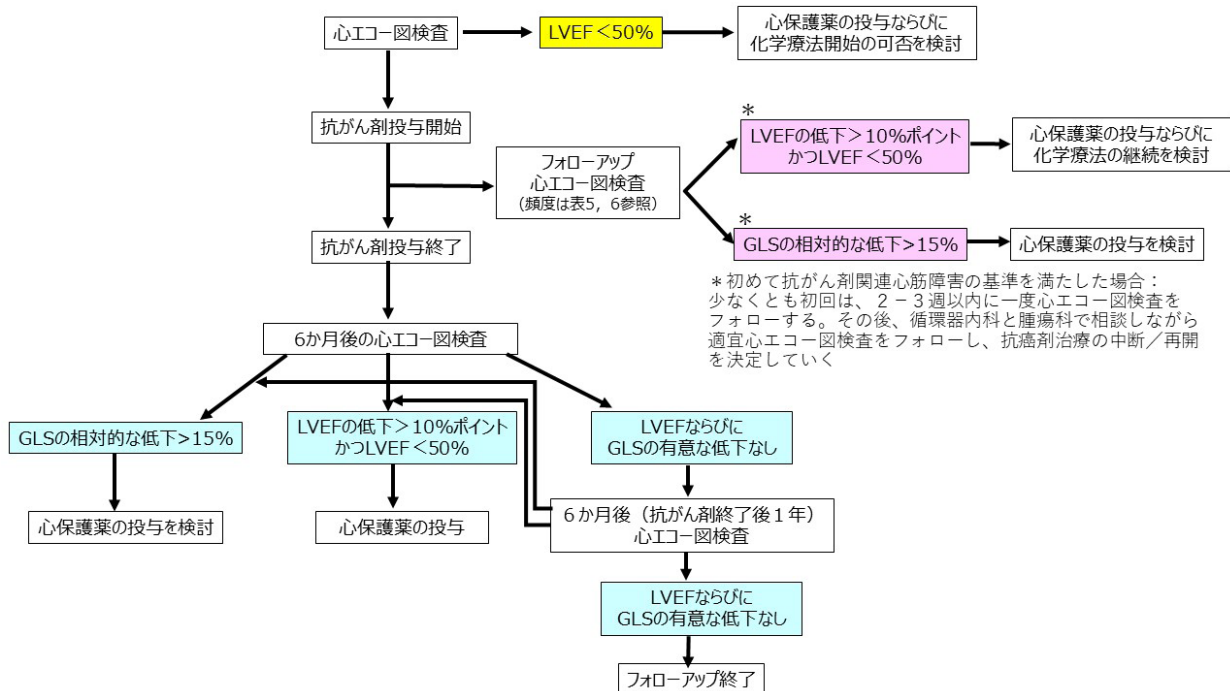 心エコー図検査
LVEF<50%
心保護薬の投与ならびに
化学療法開始の可否を検討
抗がん剤投与開始
フォローアップ
心エコー図検査
(頻度は表5, 6参照)
*
LVEFの低下>10%ポイント
かつLVEF<50%
心保護薬の投与ならびに
化学療法の継続を検討
*
GLSの相対的な低下>15%
心保護薬の投与を検討
抗がん剤投与終了
*初めて抗がん剤関連心筋障害の基準を満たした場合:
少なくとも初回は、2-3週以内に一度心エコー図検査を
フォローする。その後、循環器内科と腫瘍科で相談しながら
適宜心エコー図検査をフォローし、抗癌剤治療の中断/再開
を決定していく
6か月後の心エコー図検査
GLSの相対的な低下>15%
LVEFの低下>10%ポイント
かつLVEF<50%
LVEFならびに
GLSの有意な低下なし
心保護薬の投与を検討
心保護薬の投与
6か月後(抗がん剤終了後1年)
心エコー図検査
LVEFならびに
GLSの有意な低下なし
フォローアップ終了